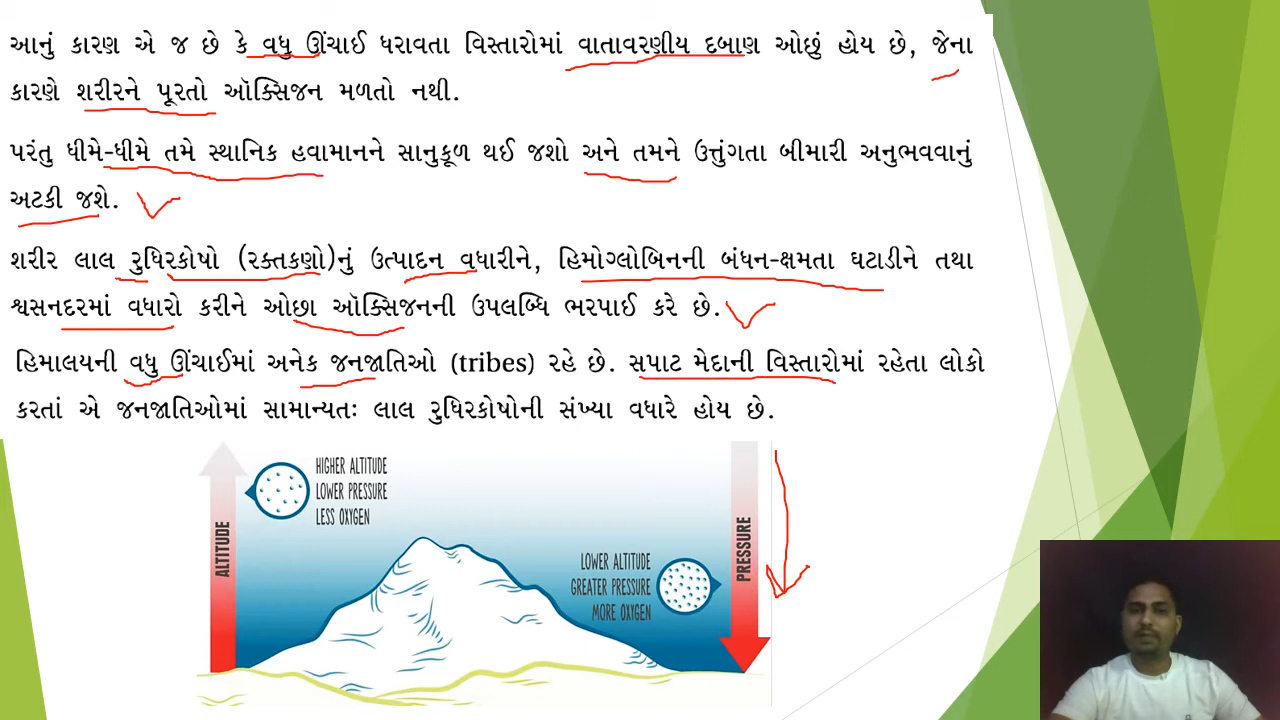 આનું કારણ એ જ છે કે વધુ ઊંચાઈ ધરાવતા વિસ્તારોમાં વાતાવરણીય દબાણ ઓછું હોય છે, જેના
કારણે શરીરને પૂરતો ઑક્સિજન મળતો નથી.
પરંતુ ધીમે-ધીમે તમે સ્થાનિક હવામાનને સાનુકૂળ થઈ જશો અને તમને ઉત્તુંગતા બીમારી અનુભવવાનું
અટકી જશે.
શરીર લાલ રુધિરકોષો (રક્તકણો)નું ઉત્પાદન વધારીને, હિમોગ્લોબિનની બંધન-ક્ષમતા ઘટાડીને તથા
શ્વસનદરમાં વધારો કરીને ઓછા ઑક્સિજનની ઉપલબ્ધિ ભરપાઈ કરે છે.
હિમાલયની વધુ ઊંચાઈમાં અનેક જનજાતિઓ (tribes) રહે છે. સપાટ મેદાની વિસ્તારોમાં રહેતા લોકો
કરતાં એ જનજાતિઓમાં સામાન્યતઃ લાલ રુધિરકોષોની સંખ્યા વધારે હોય છે.
HIGHER ALTITUDE
LOWER PRESSURE
LESS OXYGEN
ALTITUDE
LOWER ALTITUDE
GREATER PRESSURE
MORE OXYGEN
PRESSURE